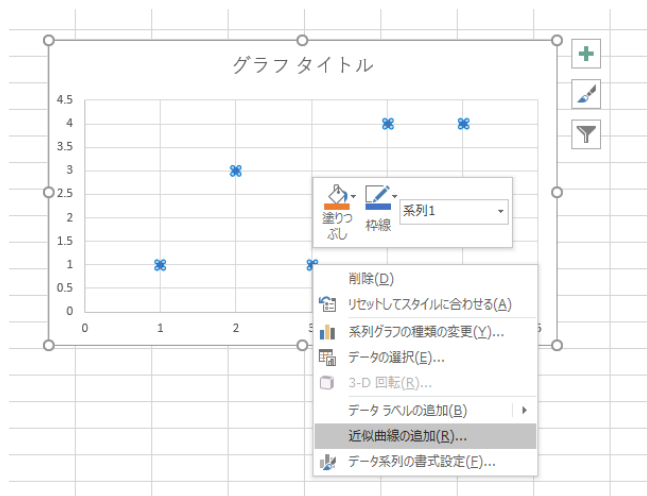 グラフ タイトル
4.5
4
3.5
3
2.5
2
1.5
1
0.5
0
0 1 2 3 5
塗りつ
ぶし
枠線
系列1
削除(D)
リセットしてスタイルに合わせる(A)
系列グラフの種類の変更(Y)...
データの選択(E)...
3-D 回転(R)...
データ ラベルの追加(B)
近似曲線の追加(R)...
データ系列の書式設定(F)...